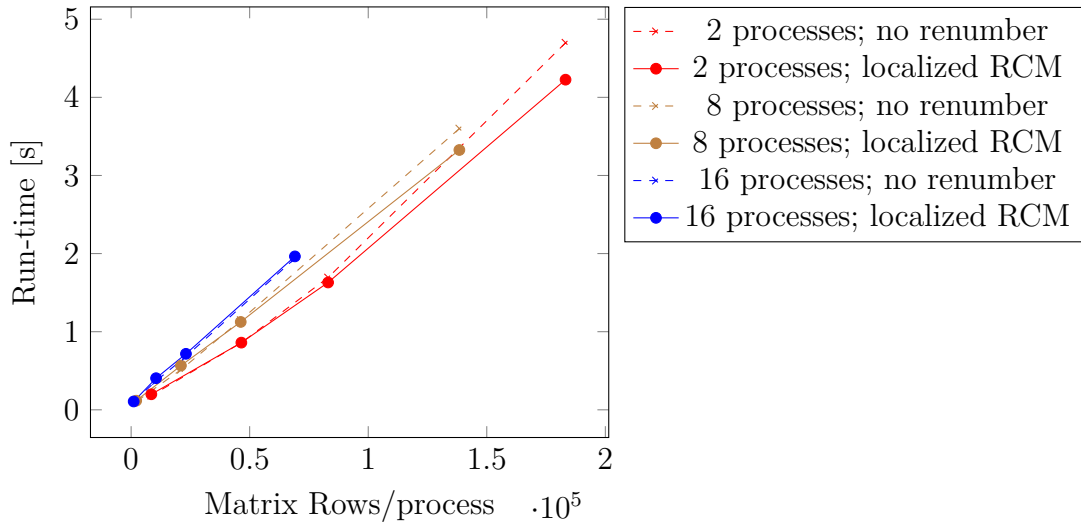 5
4
3
2
1
0
Run-time [s]
0
0.5
1
1.5
2
Matrix Rows/process
·10⁵
2 processes; no renumber
2 processes; localized RCM
8 processes; no renumber
8 processes; localized RCM
16 processes; no renumber
16 processes; localized RCM